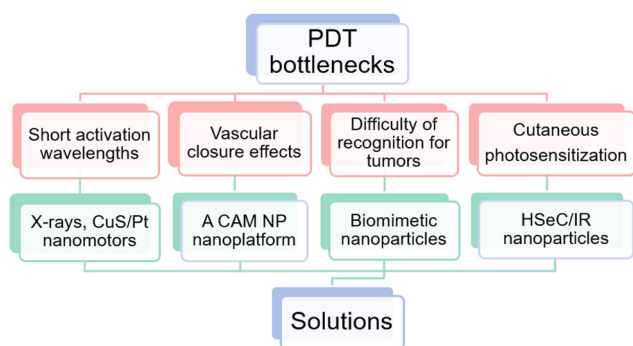 PDT
bottlenecks
Short activation
wavelengths
Vascular
closure effects
Difficulty of
recognition for
tumors
Cutaneous
photosensitization
X-rays, CuS/Pt
nanomotors
A CAM NP
nanoplatform
Biomimetic
nanoparticles
HSeC/IR
nanoparticles
Solutions